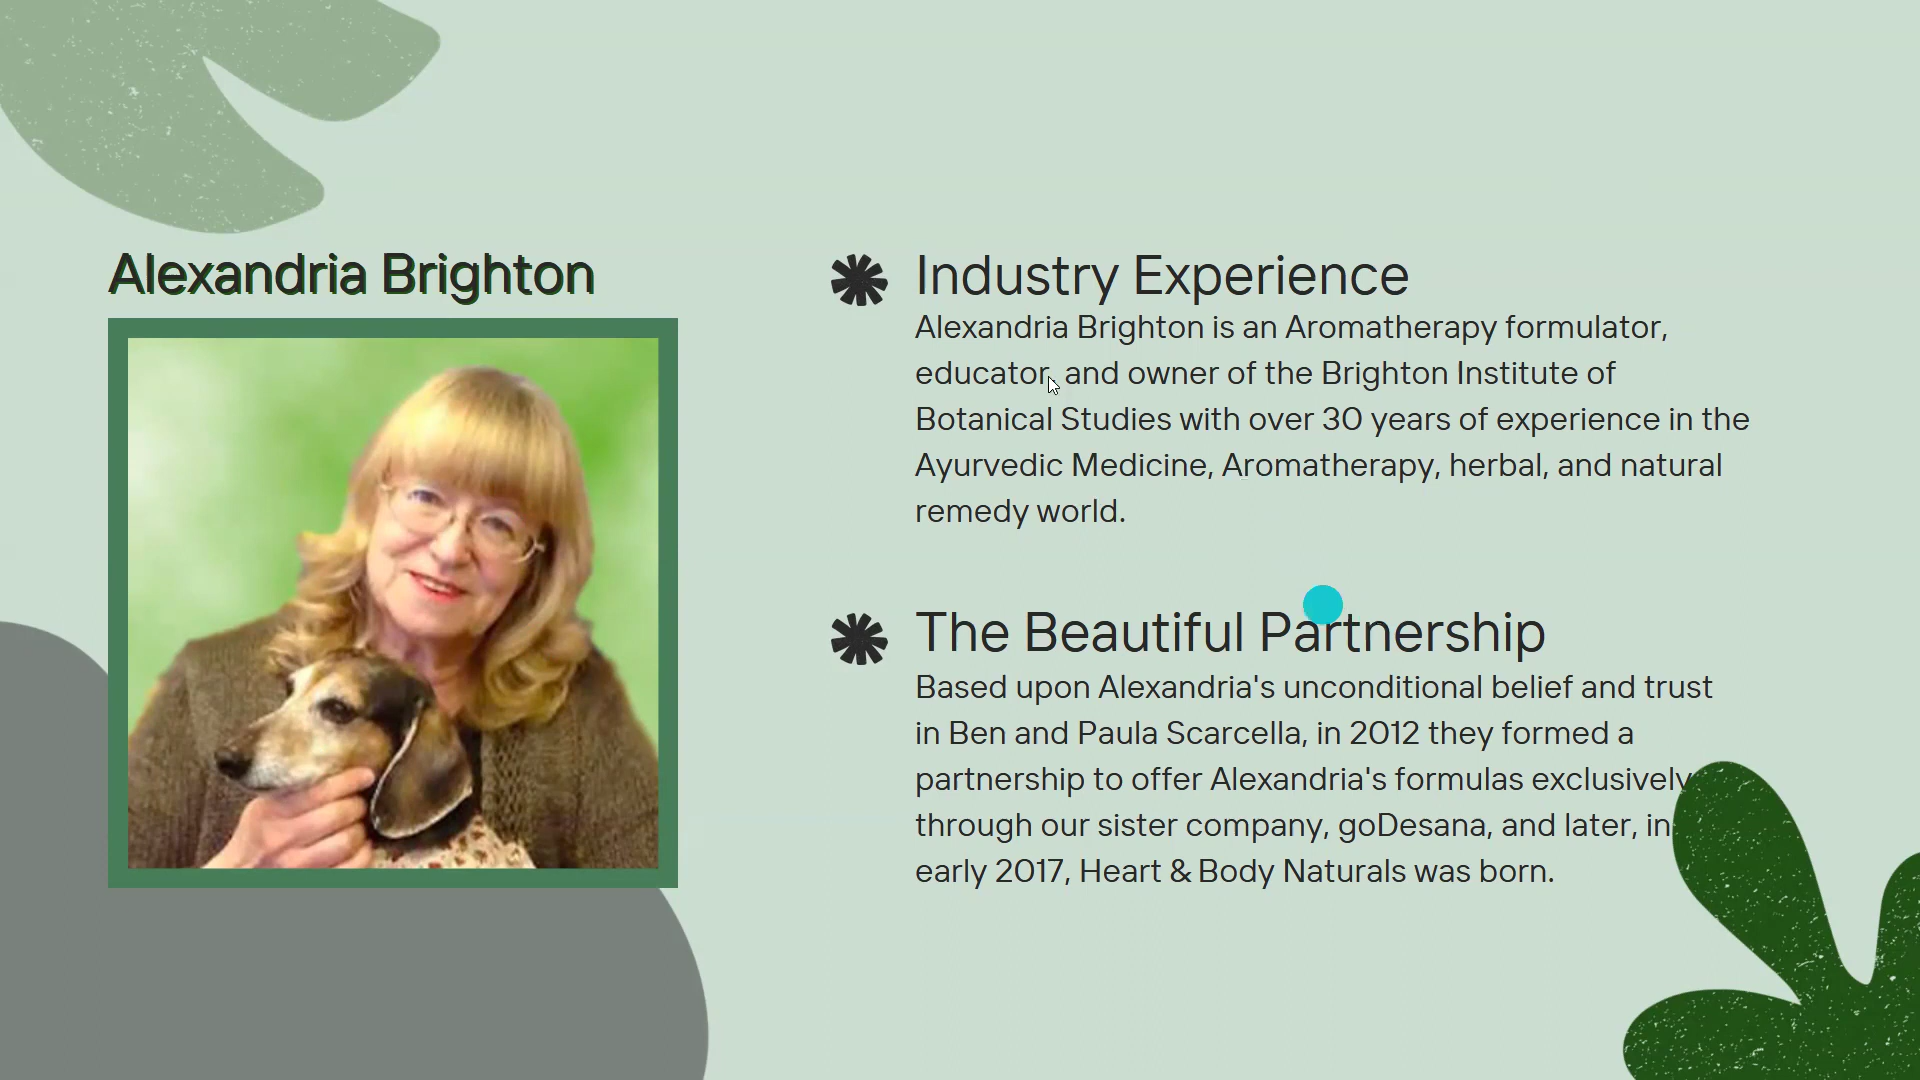 Alexandria Brighton
Industry Experience
Alexandria Brighton is an Aromatherapy formulator,
educator, and owner of the Brighton Institute of
Botanical Studies with over 30 years of experience in the
Ayurvedic Medicine, Aromatherapy, herbal, and natural
remedy world.
The Beautiful Partnership
Based upon Alexandria's unconditional belief and trust
in Ben and Paula Scarcella, in 2012 they formed a
partnership to offer Alexandria's formulas exclusively
through our sister company, goDesana, and later, in
early 2017, Heart & Body Naturals was born.